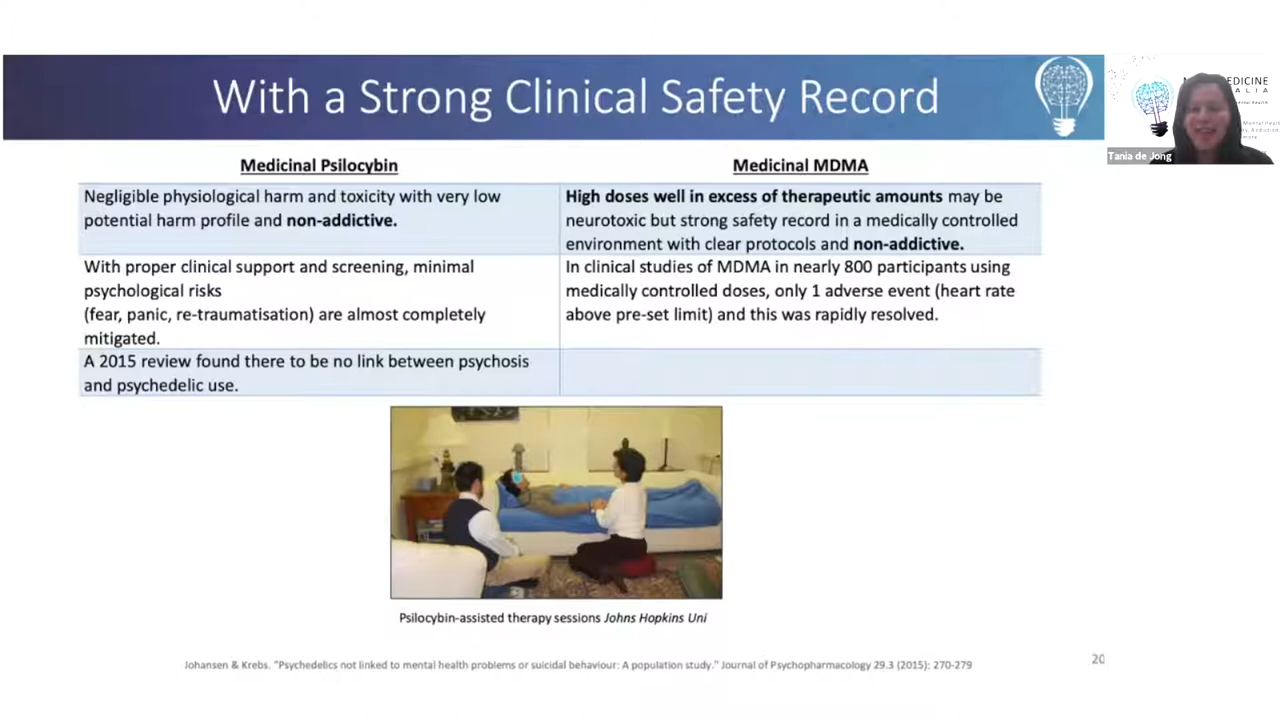 With a Strong Clinical Safety Record
MEDICINE
Tania de Jong
Medicinal Psilocybin
Medicinal MDMA
Negligible physiological harm and toxicity with very low
potential harm profile and non-addictive.
High doses well in excess of therapeutic amounts may be
neurotoxic but strong safety record in a medically controlled
environment with clear protocols and non-addictive.
With proper clinical support and screening, minimal
psychological risks
(fear, panic, re-traumatisation) are almost completely
mitigated.
In clinical studies of MDMA in nearly 800 participants using
medically controlled doses, only 1 adverse event (heart rate
above pre-set limit) and this was rapidly resolved.
A 2015 review found there to be no link between psychosis
and psychedelic use.
Psilocybin-assisted therapy sessions Johns Hopkins Uni
Johansen & Krebs. "Psychedelics not linked to mental health problems or suicidal behaviour: A population study." Journal of Psychopharmacology 29.3 (2015): 270-279
20